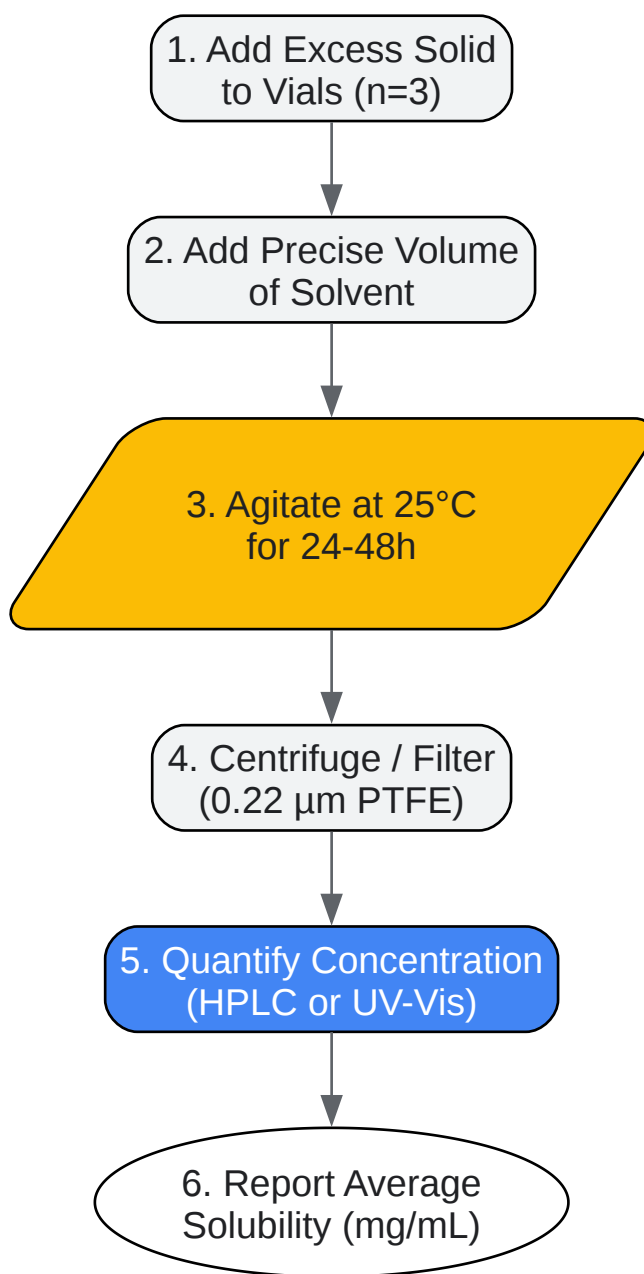 1. Add Excess Solid
to Vials (n=3)
2. Add Precise Volume
of Solvent
3. Agitate at 25°C
for 24-48h
4. Centrifuge / Filter
(0.22 µm PTFE)
5. Quantify Concentration
(HPLC or UV-Vis)
6. Report Average
Solubility (mg/mL)